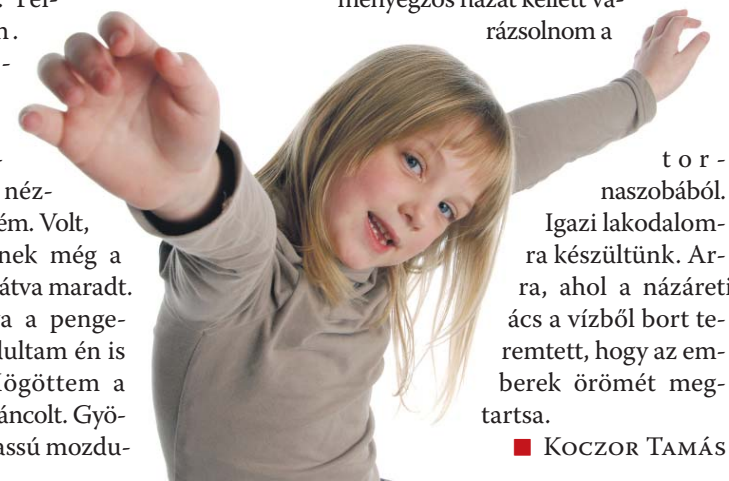 néz-
ém. Volt,
nek még a
átva maradt.
a a penge-
dultam én is
Mögöttem a
áncolt. Gyö-
assú mozdu-
menyegzős házat kellett va-
rázsolnom a
tor-
naszobából.
Igazi lakodalom-
ra készültünk. Ar-
ra, ahol a názáreti
ács a vízből bort te-
remtett, hogy az em-
berek örömét meg-
tartsa.
■ Koczor Tamás